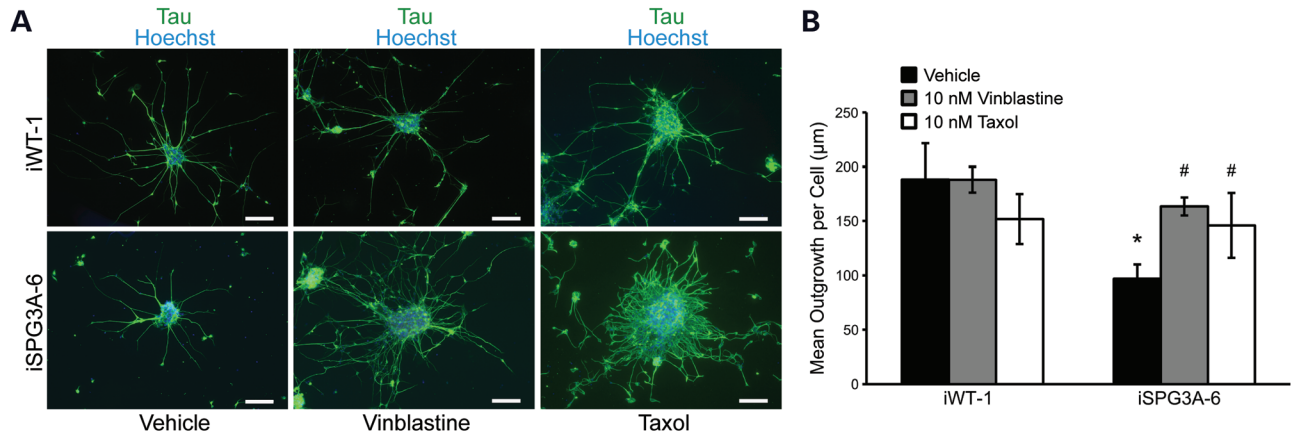 A
Tau
Hoechst
Tau
Hoechst
Tau
Hoechst
iWT-1
iSPG3A-6
Vehicle
Vinblastine
Taxol
B
Vehicle
10 nM Vinblastine
10 nM Taxol
Mean Outgrowth per Cell (µm)
250
200
150
100
50
0
*
#
#
iWT-1
iSPG3A-6